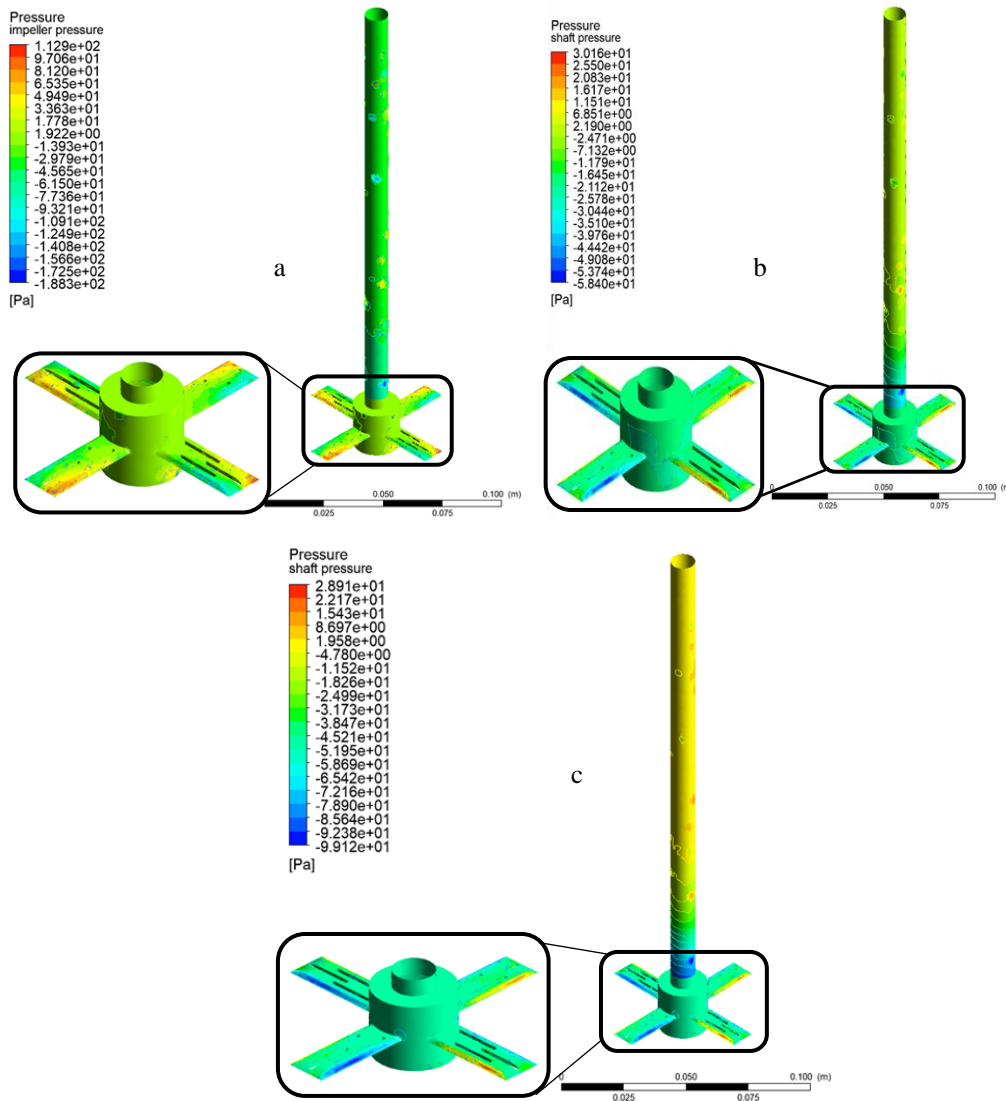 Pressure
impeller pressure
1.129e+02
9.706e+01
8.120e+01
6.535e+01
4.949e+01
3.363e+01
1.778e+01
1.922e+00
-1.393e+01
-2.979e+01
-4.565e+01
-6.150e+01
-7.736e+01
-9.321e+01
-1.091e+02
-1.249e+02
-1.408e+02
-1.566e+02
-1.725e+02
-1.883e+02
[Pa]
a
0.050
0.100 (m)
0.025
0.075
Pressure
shaft pressure
3.016e+01
2.550e+01
2.083e+01
1.617e+01
1.151e+01
6.851e+00
2.190e+00
-2.471e+00
-7.132e+00
-1.179e+01
-1.645e+01
-2.112e+01
-2.578e+01
-3.044e+01
-3.510e+01
-3.976e+01
-4.442e+01
-4.908e+01
-5.374e+01
-5.840e+01
[Pa]
b
0
0.050
0.100
0.025
0.075
Pressure
shaft pressure
2.891e+01
2.217e+01
1.543e+01
8.697e+00
1.958e+00
-4.780e+00
-1.152e+01
-1.826e+01
-2.499e+01
-3.173e+01
-3.847e+01
-4.521e+01
-5.195e+01
-5.869e+01
-6.542e+01
-7.216e+01
-7.890e+01
-8.564e+01
-9.238e+01
-9.912e+01
[Pa]
c
0
0.050
0.100 (m)
0.025
0.075